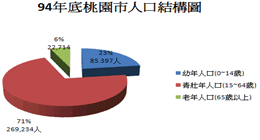 94年底桃園市人口結構圖
6%
22,714
23%
85,397人
71%
269,234人
幼年人口(0~14歲)
青壯年人口(15~64歲)
老年人口(65歲以上)